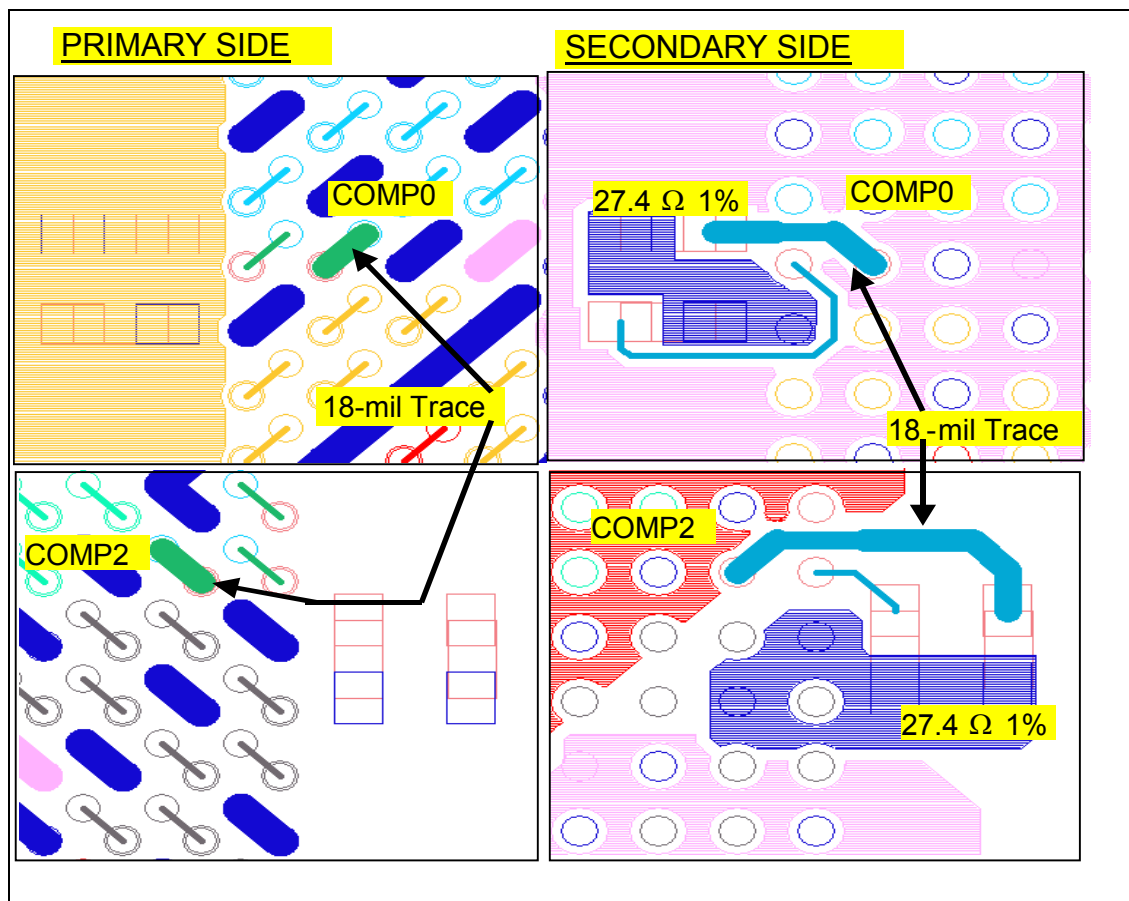 PRIMARY SIDE
SECONDARY SIDE
COMP0
27.4 Ω 1%
COMP0
18-mil Trace
18 -mil Trace
COMP2
COMP2
27.4 Ω 1%